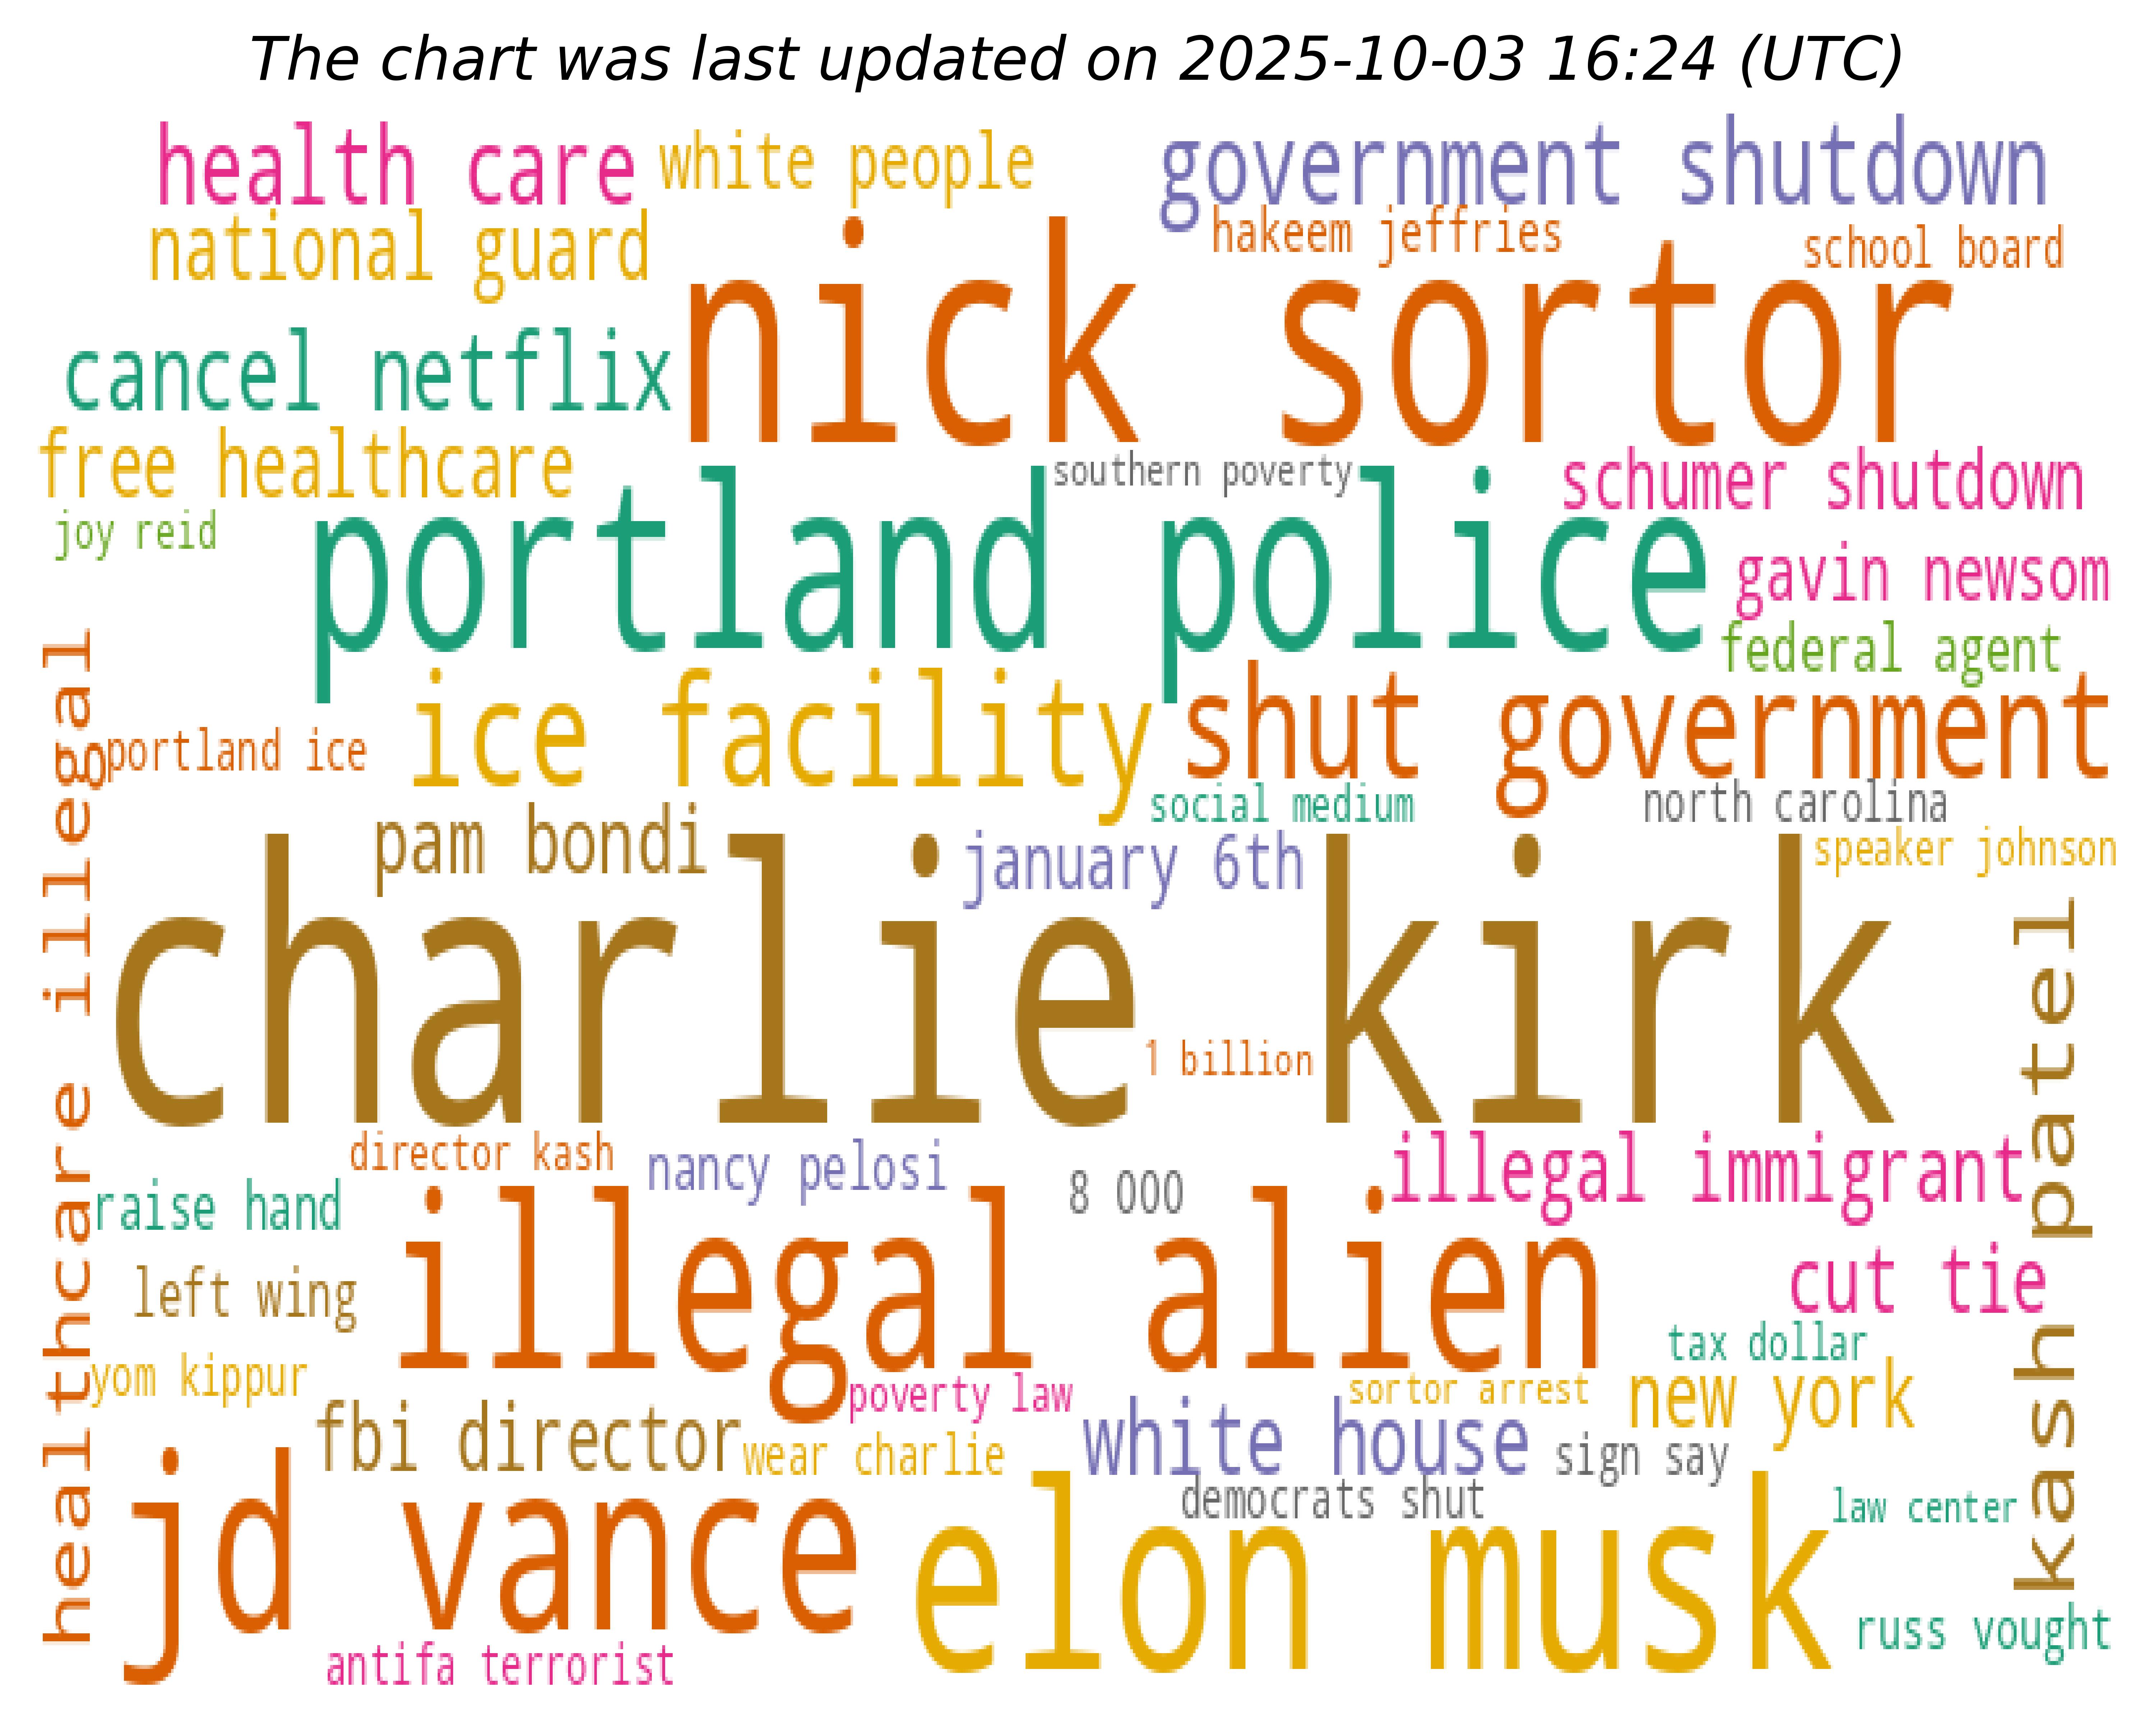 The chart was last updated on 2025-10-03 16:24 (UTC)
health care
white people
government shutdown
national guard
hakeem jeffries
school board
nick sortor
cancel netflix
free healthcare
southern poverty
schumer shutdown
joy reid
portland police
gavin newsom
federal agent
healthcare illegal
portland ice
ice facility
shut government
social medium
north carolina
pam bondi
january 6th
speaker johnson
charlie kirk
1 billion
kash patel
director kash
nancy pelosi
8 000
illegal immigrant
raise hand
left wing
illegal alien
cut tie
tax dollar
yom kippur
poverty law
sortor arrest
new york
fbi director
wear charlie
white house
sign say
democrats shut
law center
jd vance
elon musk
russ vought
antifa terrorist